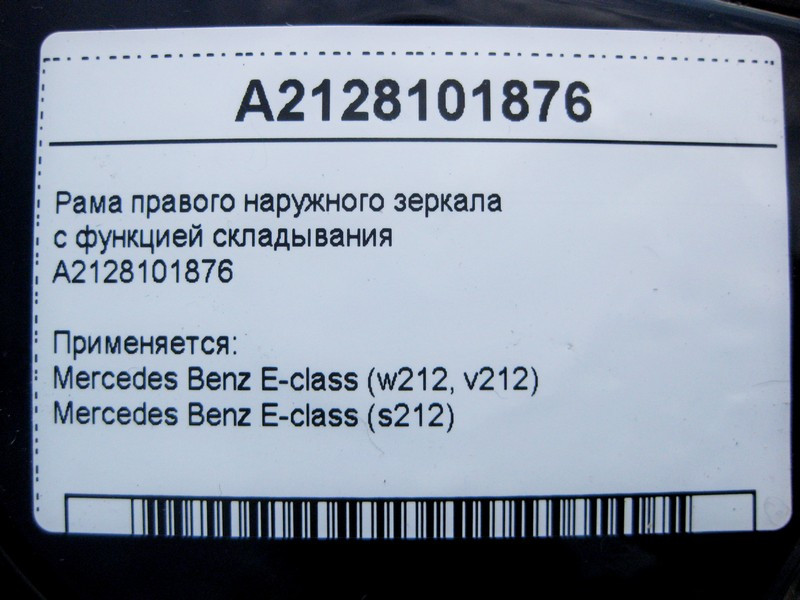 A2128101876
Рама правого наружного зеркала
с функцией складывания
A2128101876
Применяется:
Mercedes Benz E-class (w212, v212)
Mercedes Benz E-class (s212)